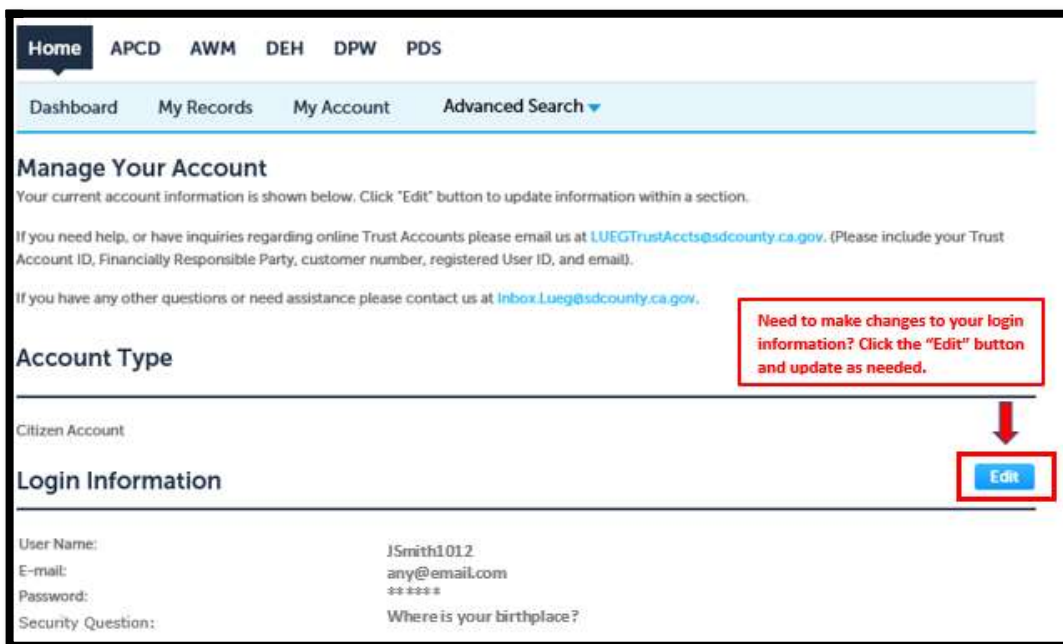 Home APCD AWM DEH DPW PDS
Dashboard My Records My Account Advanced Search
Manage Your Account
Your current account information is shown below. Click "Edit" button to update information within a section.
If you need help, or have inquiries regarding online Trust Accounts please email us at LUEGTrustAccts@sdcounty.ca.gov. (Please include your Trust
Account ID, Financially Responsible Party, customer number, registered User ID, and email).
If you have any other questions or need assistance please contact us at Inbox.Lueg@sdcounty.ca.gov.
Need to make changes to your login
information? Click the “Edit” button
and update as needed.
Account Type
Citizen Account
Login Information
Edit
User Name: JSmith1012
E-mail: any@email.com
Password: ******
Security Question: Where is your birthplace?